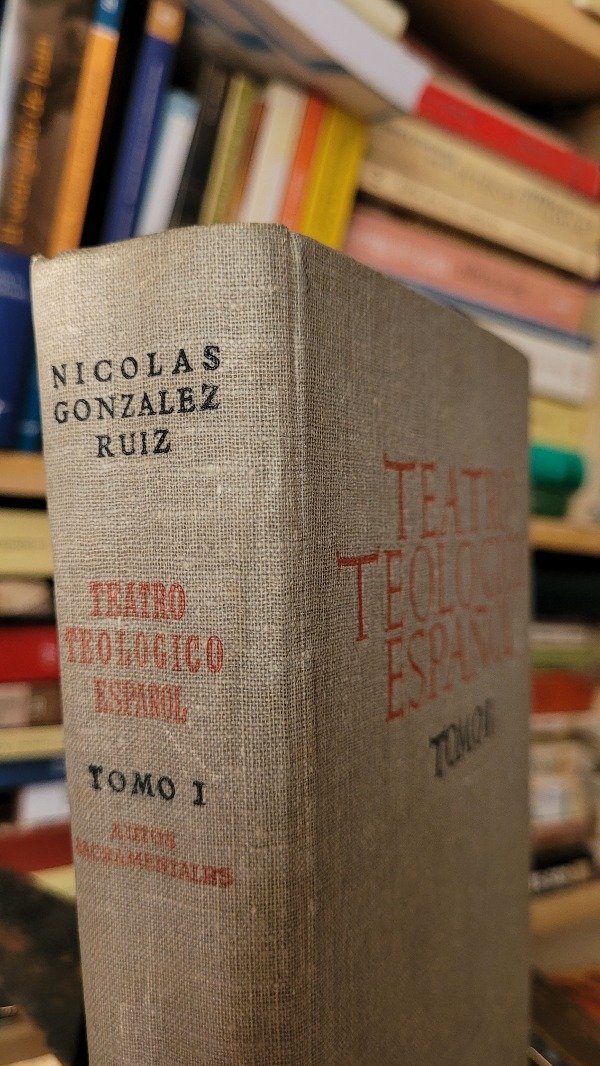 NICOLAS
GONZALEZ
RUIZ
TEATRO
TEOLOGICO
ESPAÑOL
TOMO I
AUTOS
SACRAMENTALES
TEATRO
TEOLOGICO
ESPAÑOL
TOMO I